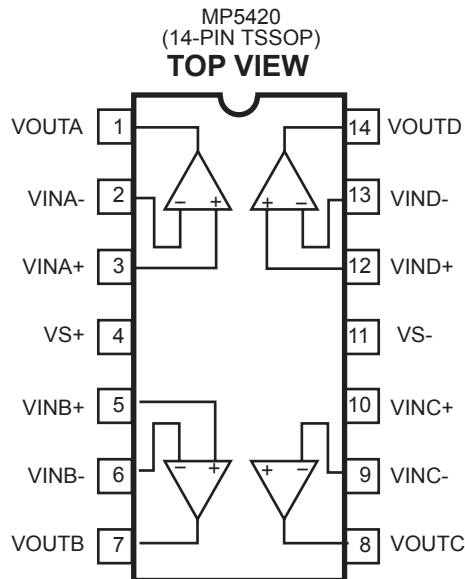 MP5420
(14-PIN TSSOP)
TOP VIEW
VOUTA 1 14 VOUTD
VINA- 2 13 VIND-
− + + −
VINA+ 3 12 VIND+
VS+ 4 11 VS-
VINB+ 5 10 VINC+
− + + −
VINB- 6 9 VINC-
VOUTB 7 8 VOUTC